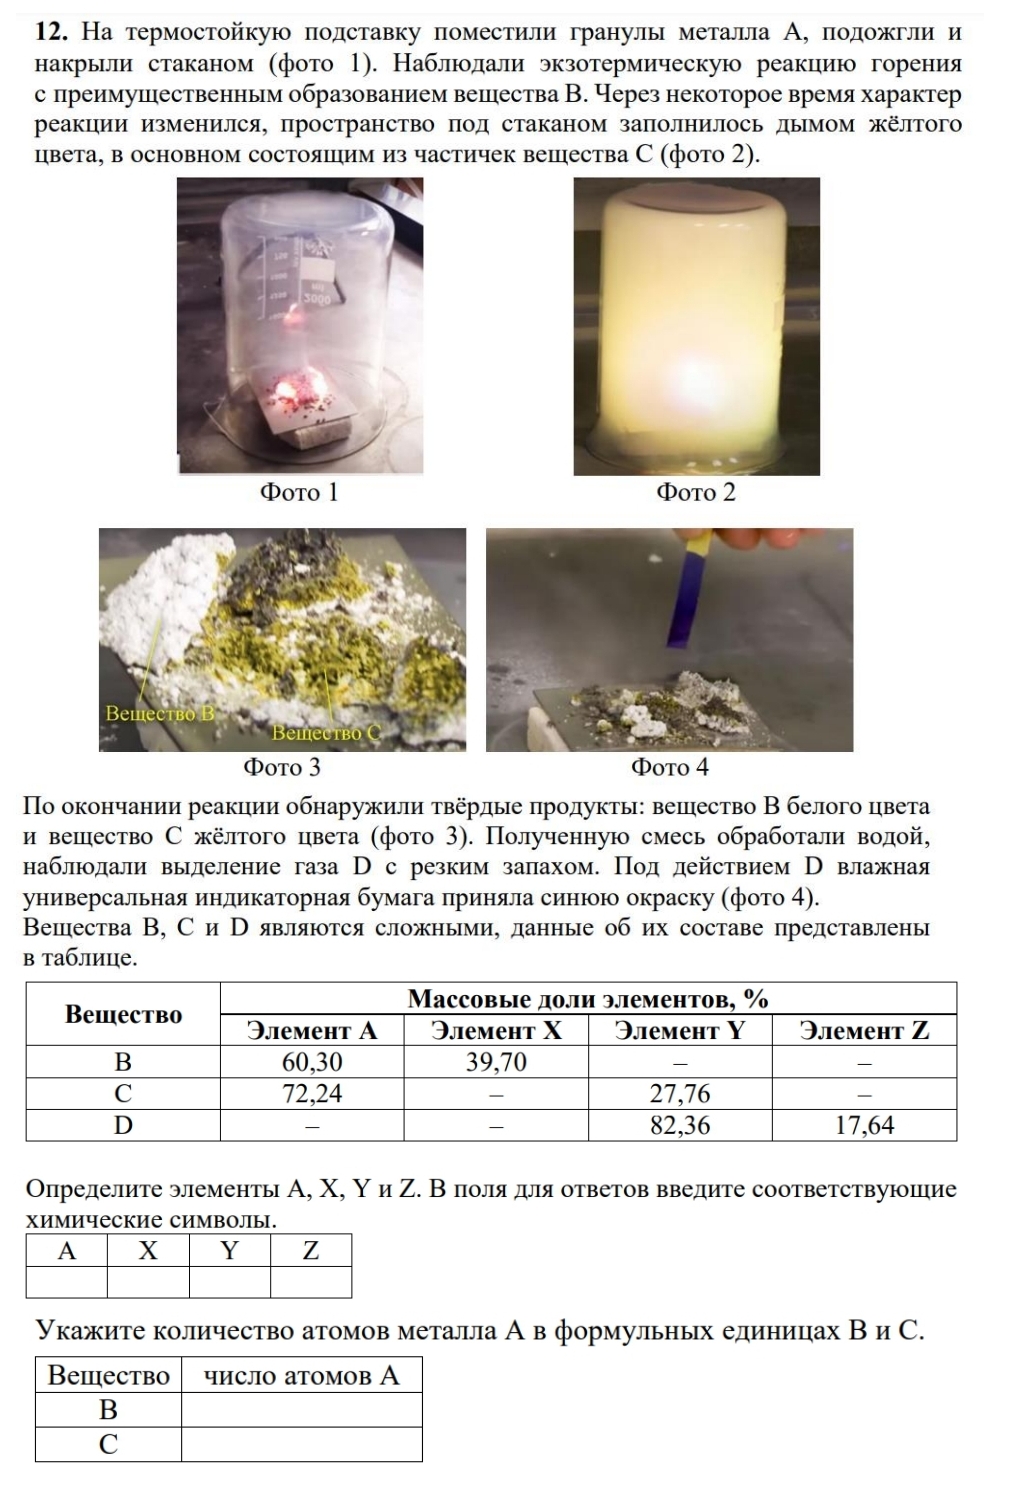 12. На термостойкую подставку поместили гранулы металла А, подожгли и
накрыли стаканом (фото 1). Наблюдали экзотермическую реакцию горения
с преимущественным образованием вещества В. Через некоторое время характер
реакции изменился, пространство под стаканом заполнилось дымом жёлтого
цвета, в основном состоящим из частичек вещества С (фото 2).
Фото 1
Фото 2
Вещество В
Вещество С
Фото 3
Фото 4
По окончании реакции обнаружили твёрдые продукты: вещество В белого цвета
и вещество С жёлтого цвета (фото 3). Полученную смесь обработали водой,
наблюдали выделение газа D с резким запахом. Под действием D влажная
универсальная индикаторная бумага приняла синюю окраску (фото 4).
Вещества В, С и D являются сложными, данные об их составе представлены
в таблице.
Вещество
Массовые доли элементов, %
Элемент А Элемент X Элемент Y Элемент Z
В 60,30 39,70 – –
С 72,24 – 27,76 –
D – – 82,36 17,64
Определите элементы А, X, Y и Z. В поля для ответов введите соответствующие
химические символы.
А X Y Z
Укажите количество атомов металла А в формульных единицах В и С.
Вещество число атомов А
В
С